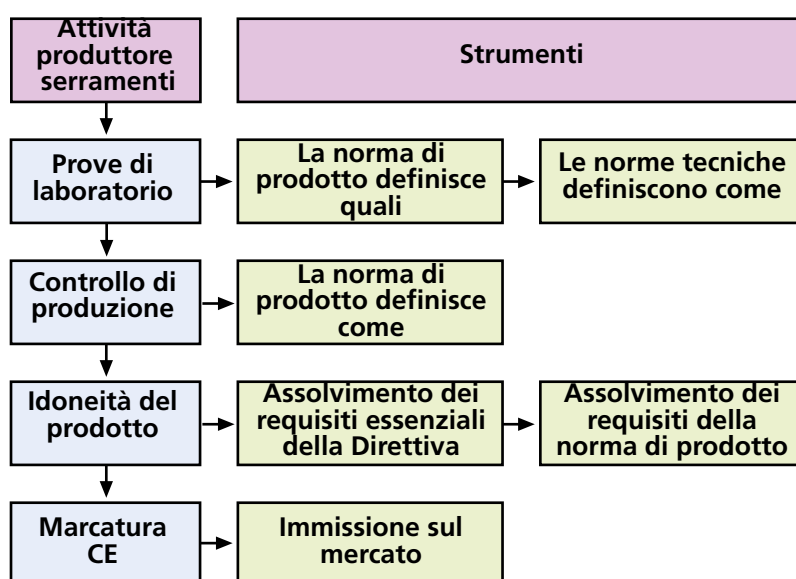 Attività
produttore
serramenti
Strumenti
Prove di
laboratorio
La norma di
prodotto definisce
quali
Le norme tecniche
definiscono come
Controllo di
produzione
La norma di
prodotto definisce
come
Idoneità del
prodotto
Assolvimento dei
requisiti essenziali
della Direttiva
Assolvimento dei
requisiti della
norma di prodotto
Marcatura
CE
Immissione sul
mercato